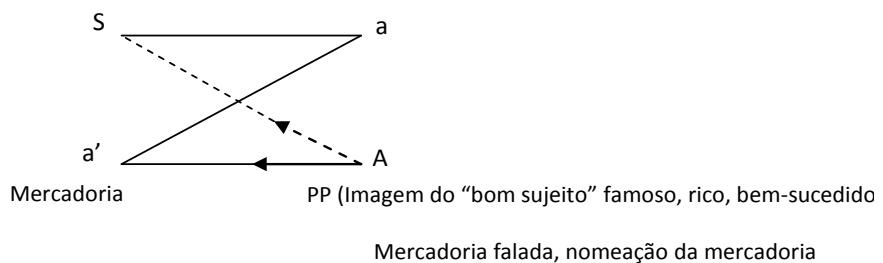 S a
a’ A
Mercadoria PP (Imagem do “bom sujeito” famoso, rico, bem-sucedido
Mercadoria falada, nomeação da mercadoria